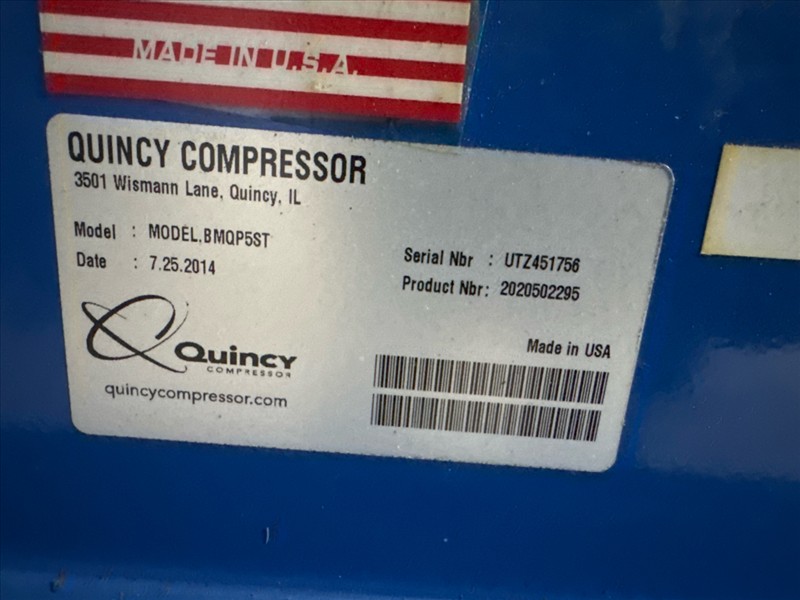 MADE IN U.S.A.
QUINCY COMPRESSOR
3501 Wismann Lane, Quincy, IL
Model : MODEL,BMQP5ST
Date : 7.25.2014
Serial Nbr : UTZ451756
Product Nbr: 2020502295
Made in USA
Quincy
COMPRESSOR
quincycompressor.com